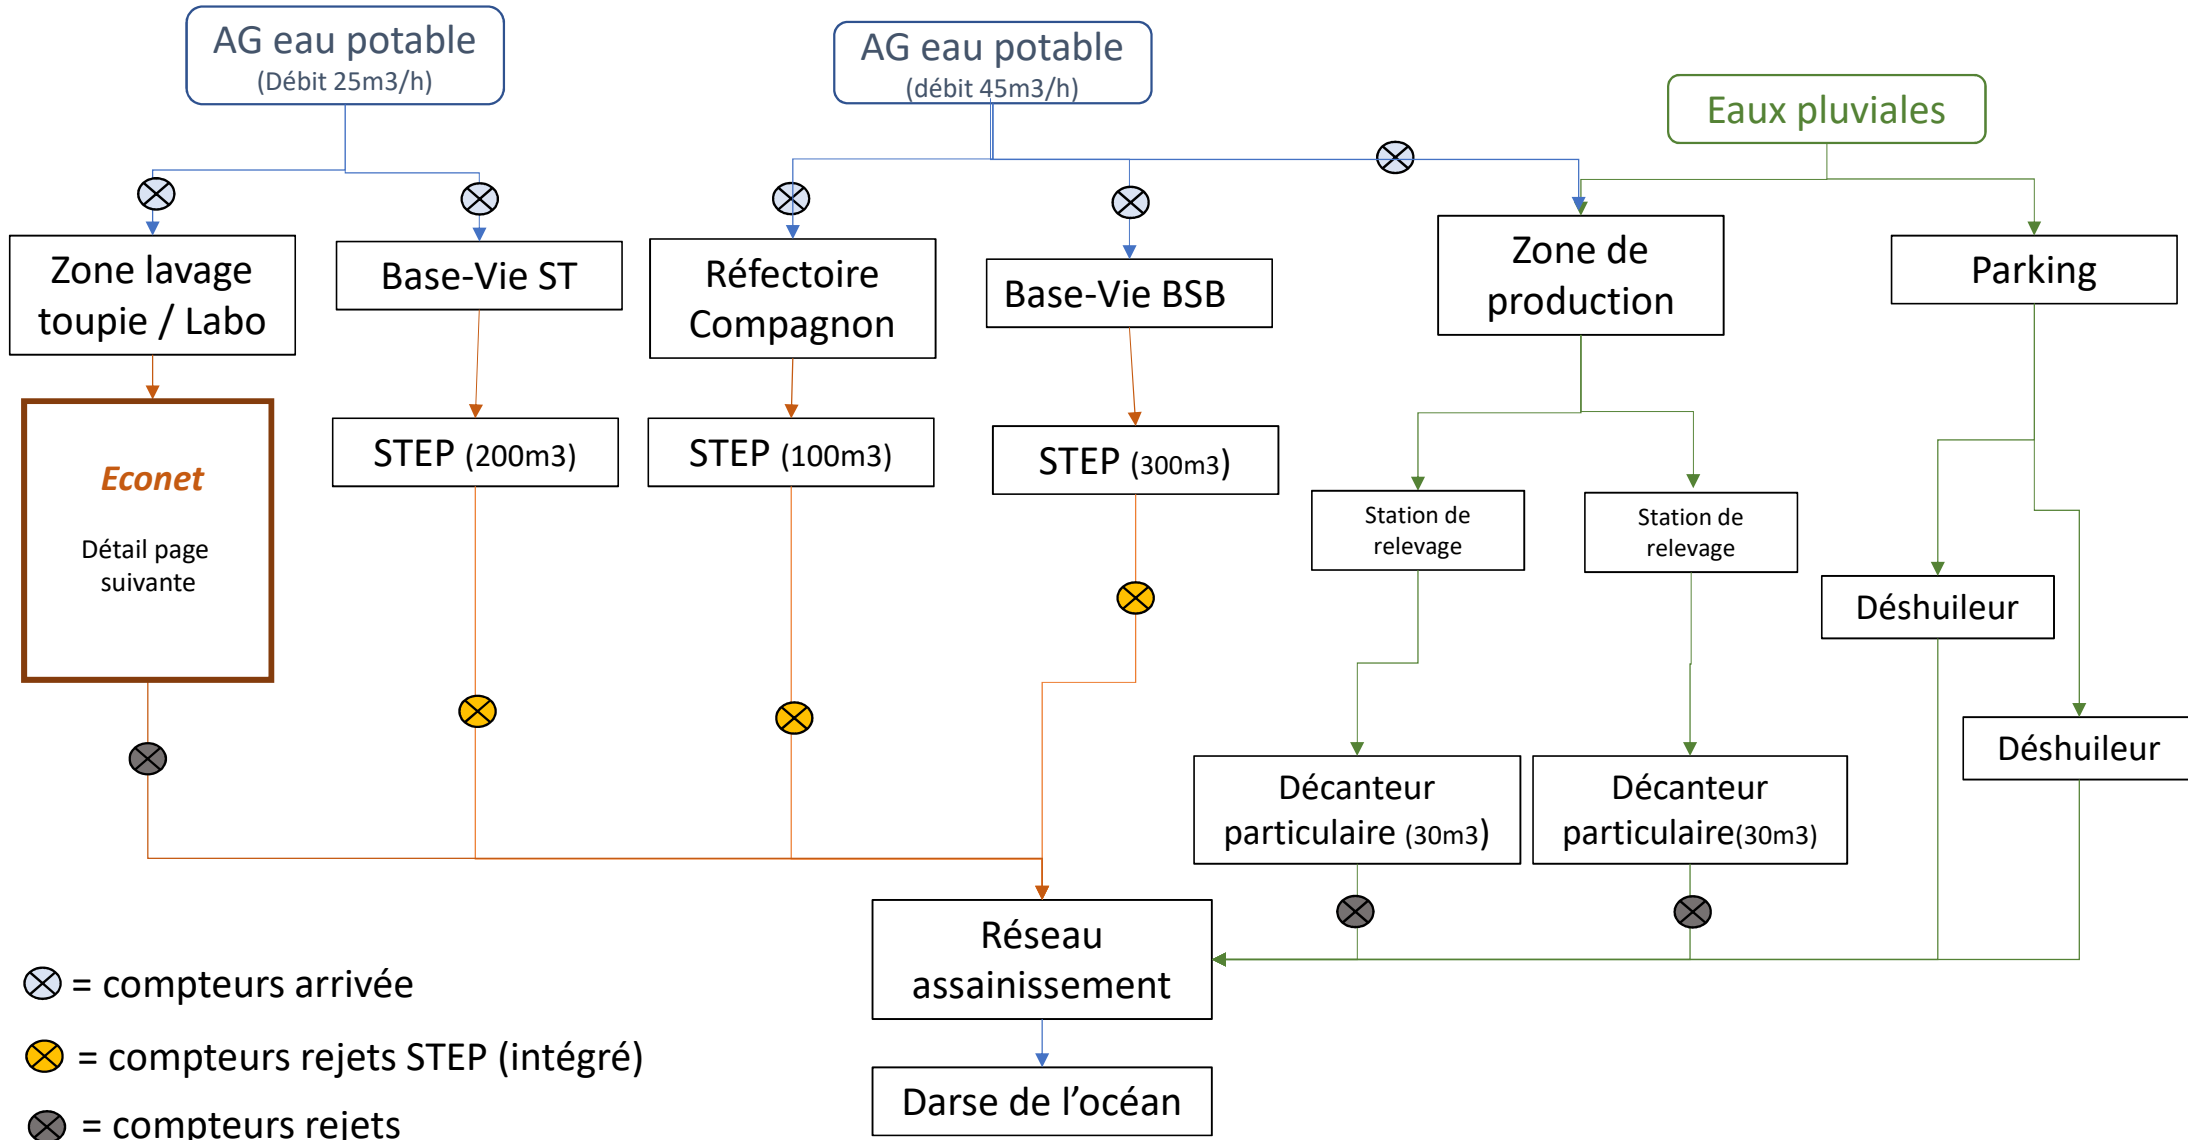 AG eau potable
(Débit 25m3/h)
AG eau potable
(débit 45m3/h)
Eaux pluviales
Zone lavage
toupie / Labo
Base-Vie ST
Réfectoire
Compagnon
Base-Vie BSB
Zone de
production
Parking
Econet
Détail page
suivante
STEP (200m3)
STEP (100m3)
STEP (300m3)
Station de
relevage
Station de
relevage
Déshuileur
Déshuileur
Décanteur
particulaire (30m3)
Décanteur
particulaire(30m3)
Réseau
assainissement
Darse de l’océan
= compteurs arrivée
= compteurs rejets STEP (intégré)
= compteurs rejets